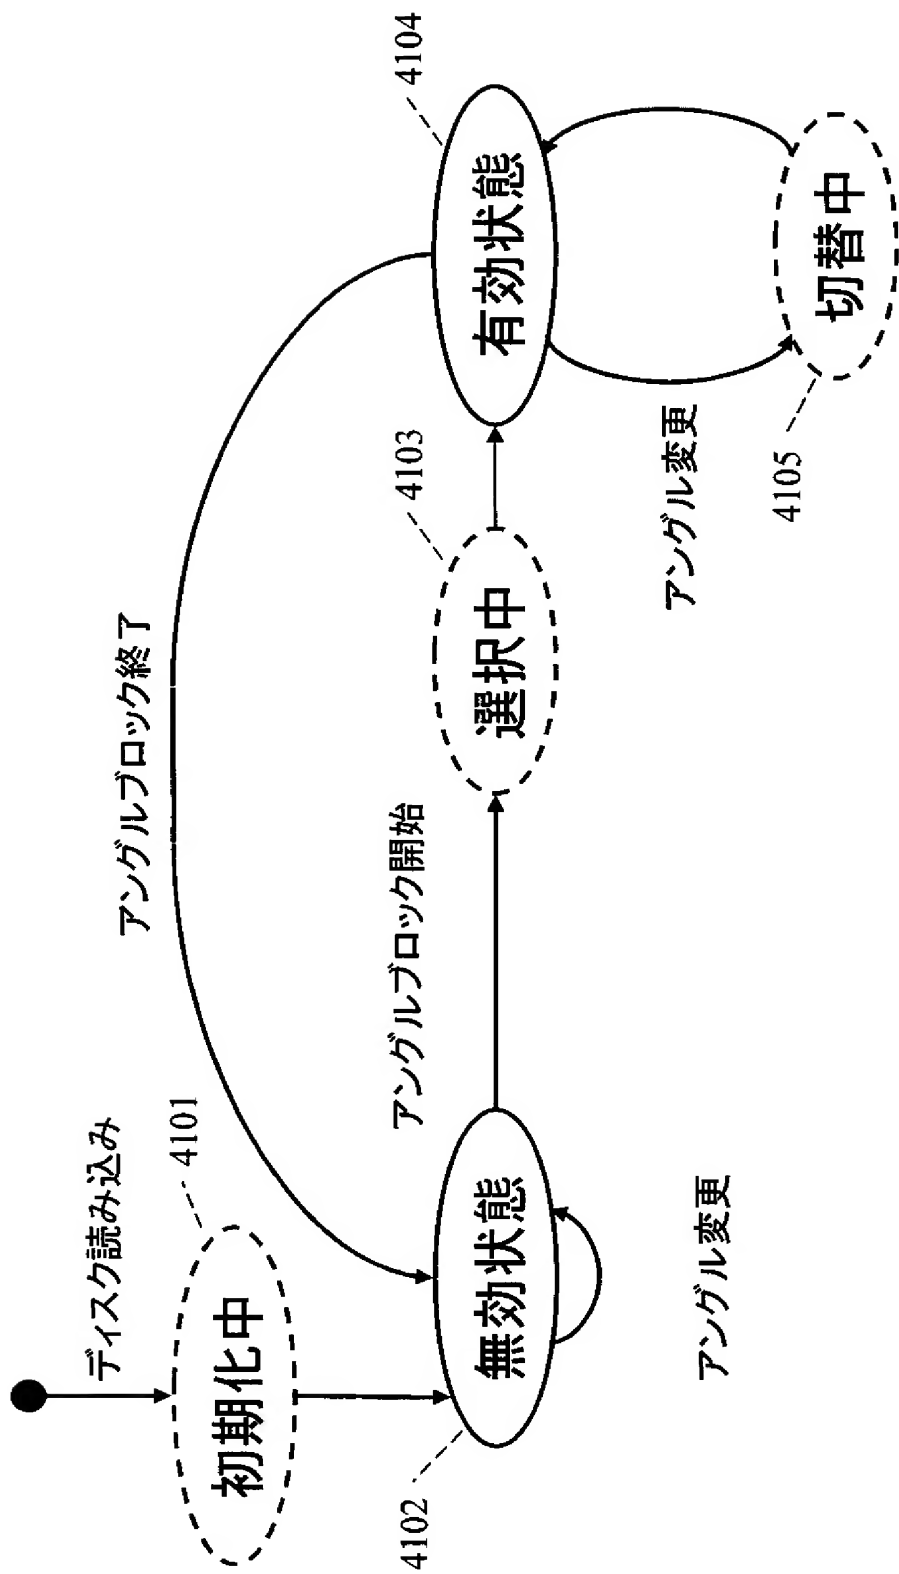 ディスク読み込み
4101
初期化中
アングルブロック終了
4102
無効状態
アングル変更
アングルブロック開始
4103
選択中
4104
有効状態
アングル変更
4105
切替中